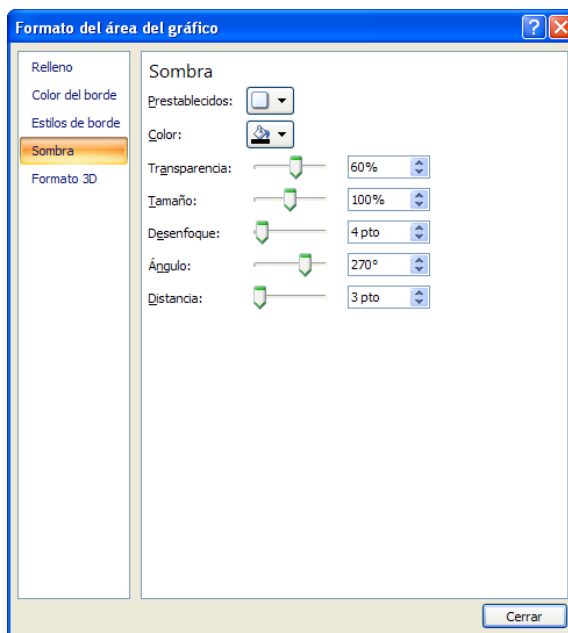 Formato del área del gráfico
Relleno
Color del borde
Estilos de borde
Sombra
Formato 3D
Sombra
Prestablecidos:
Color:
Transparencia: 60%
Tamaño: 100%
Desenfoque: 4 pto
Ángulo: 270°
Distancia: 3 pto
Cerrar